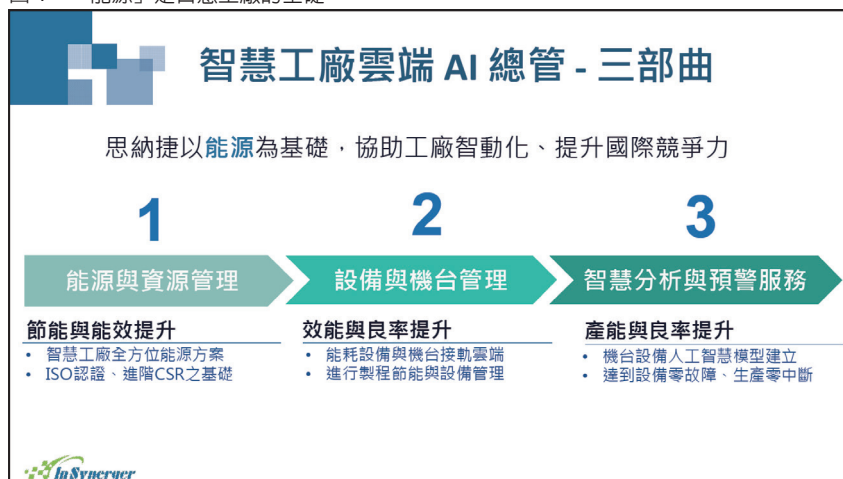 智慧工廠雲端 AI 總管 - 三部曲
思納捷以能源為基礎，協助工廠智動化、提升國際競爭力
1
2
3
能源與資源管理
設備與機台管理
智慧分析與預警服務
節能與能效提升
• 智慧工廠全方位能源方案
• ISO認證、進階CSR之基礎
效能與良率提升
• 能耗設備與機台接軌雲端
• 進行製程節能與設備管理
產能與良率提升
• 機台設備人工智慧模型建立
• 達到設備零故障、生產零中斷
InSynerger